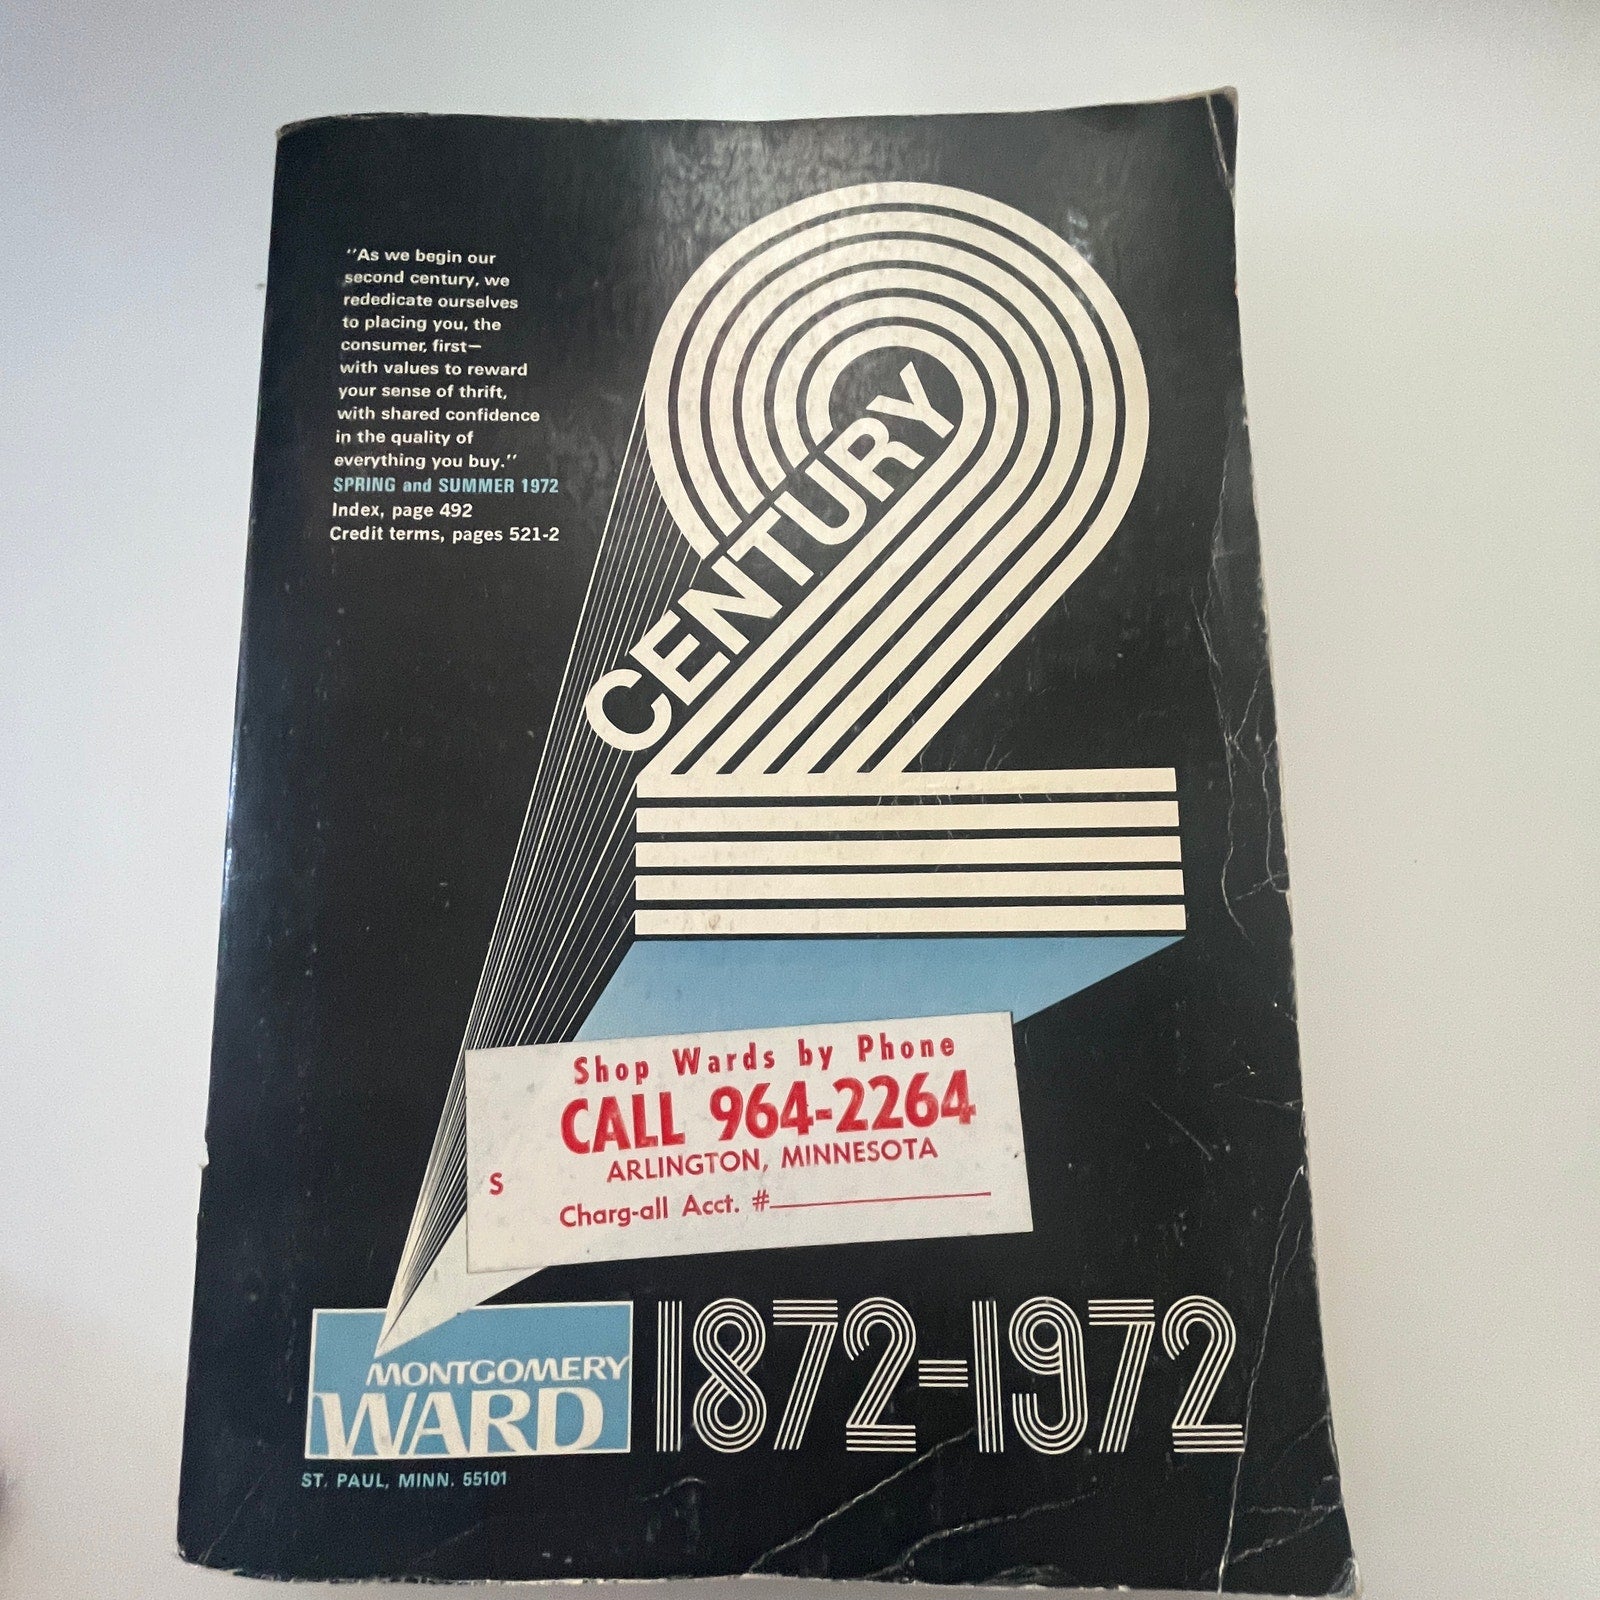 "As we begin our
second century, we
rededicate ourselves
to placing you, the
consumer, first—
with values to reward
your sense of thrift,
with shared confidence
in the quality of
everything you buy."
SPRING and SUMMER 1972
Index, page 492
Credit terms, pages 521-2
2
CENTURY
Shop Wards by Phone
CALL 964-2264
ARLINGTON, MINNESOTA
S
Charg-all Acct. #
MONTGOMERY
WARD
1872-1972
ST. PAUL, MINN. 55101